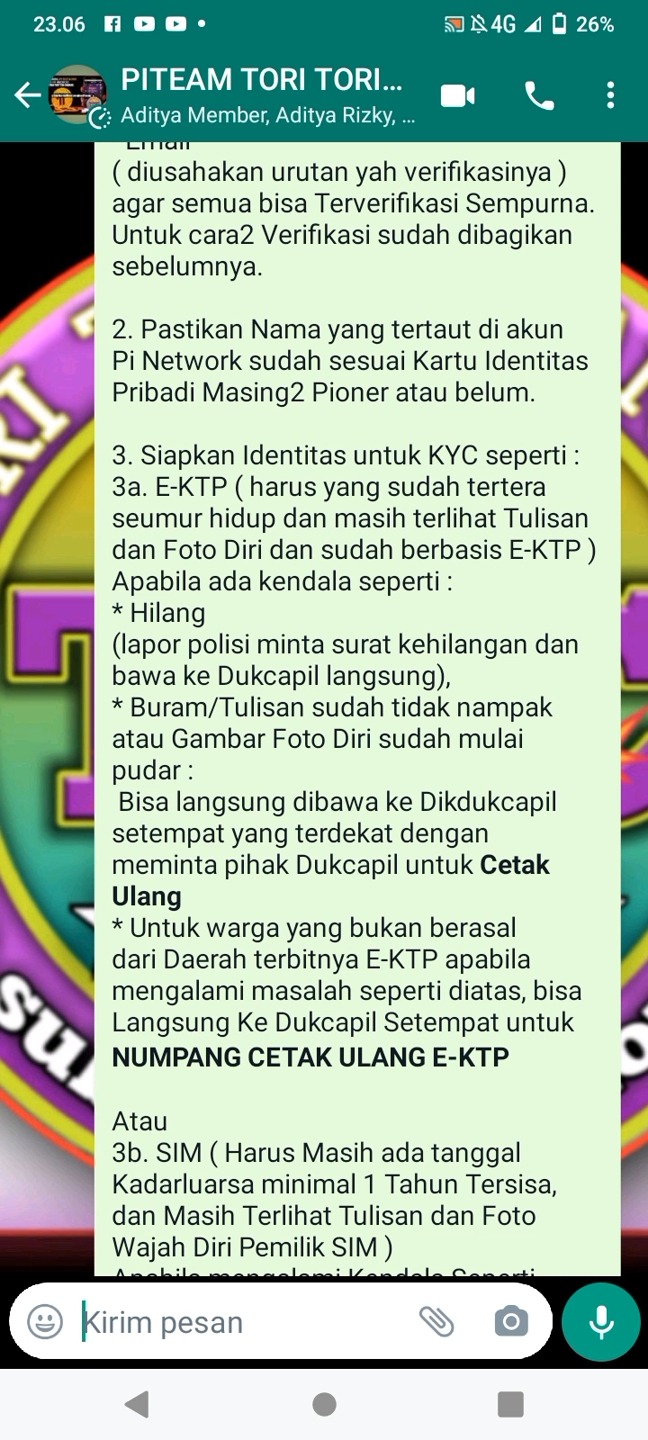 23.06 4G 26%
PITEAM TORI TORI...
Aditya Member, Aditya Rizky, ...
Email
( diusahakan urutan yah verifikasinya )
agar semua bisa Terverifikasi Sempurna.
Untuk cara2 Verifikasi sudah dibagikan
sebelumnya.
2. Pastikan Nama yang tertaut di akun
Pi Network sudah sesuai Kartu Identitas
Pribadi Masing2 Pioner atau belum.
3. Siapkan Identitas untuk KYC seperti :
3a. E-KTP ( harus yang sudah tertera
seumur hidup dan masih terlihat Tulisan
dan Foto Diri dan sudah berbasis E-KTP )
Apabila ada kendala seperti :
* Hilang
(lapor polisi minta surat kehilangan dan
bawa ke Dukcapil langsung),
* Buram/Tulisan sudah tidak nampak
atau Gambar Foto Diri sudah mulai
pudar :
Bisa langsung dibawa ke Dikdukcapil
setempat yang terdekat dengan
meminta pihak Dukcapil untuk Cetak
Ulang
* Untuk warga yang bukan berasal
dari Daerah terbitnya E-KTP apabila
mengalami masalah seperti diatas, bisa
Langsung Ke Dukcapil Setempat untuk
NUMPANG CETAK ULANG E-KTP
Atau
3b. SIM ( Harus Masih ada tanggal
Kadarluarsa minimal 1 Tahun Tersisa,
dan Masih Terlihat Tulisan dan Foto
Wajah Diri Pemilik SIM )
Apabila mengalami Kendala Seperti
Kirim pesan